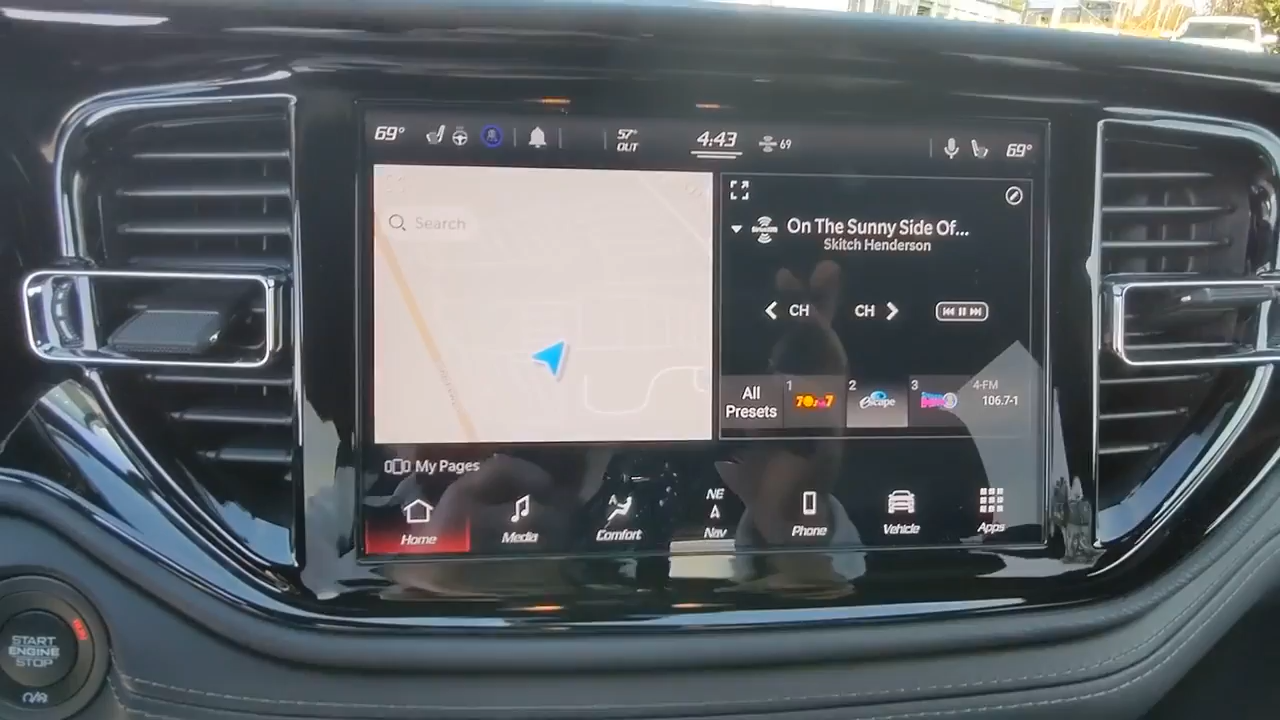 69°
57°
OUT
4:43
69
69°
Search
SiriusXM
On The Sunny Side Of...
Skitch Henderson
CH
CH
All
Presets
1
2
Escape
3
4-FM
106.7-1
My Pages
NE
Home
Media
Comfort
Nav
Phone
Vehicle
Apps
START
ENGINE
STOP